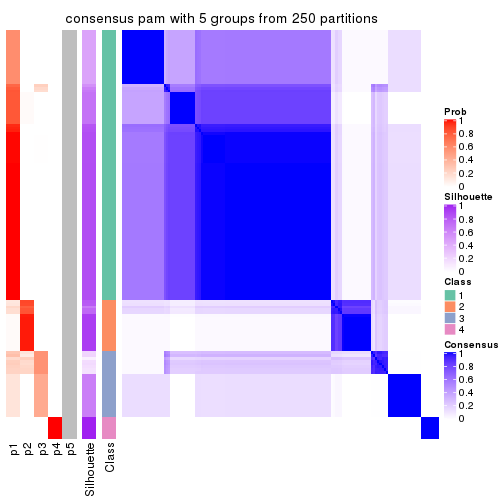 consensus pam with 5 groups from 250 partitions
Prob
1
0.8
0.6
0.4
0.2
0
Silhouette
1
0.8
0.6
0.4
0.2
0
Class
1
2
3
4
Consensus
1
0.8
0.6
0.4
0.2
0
p1
p2
p3
p4
p5
Silhouette
Class